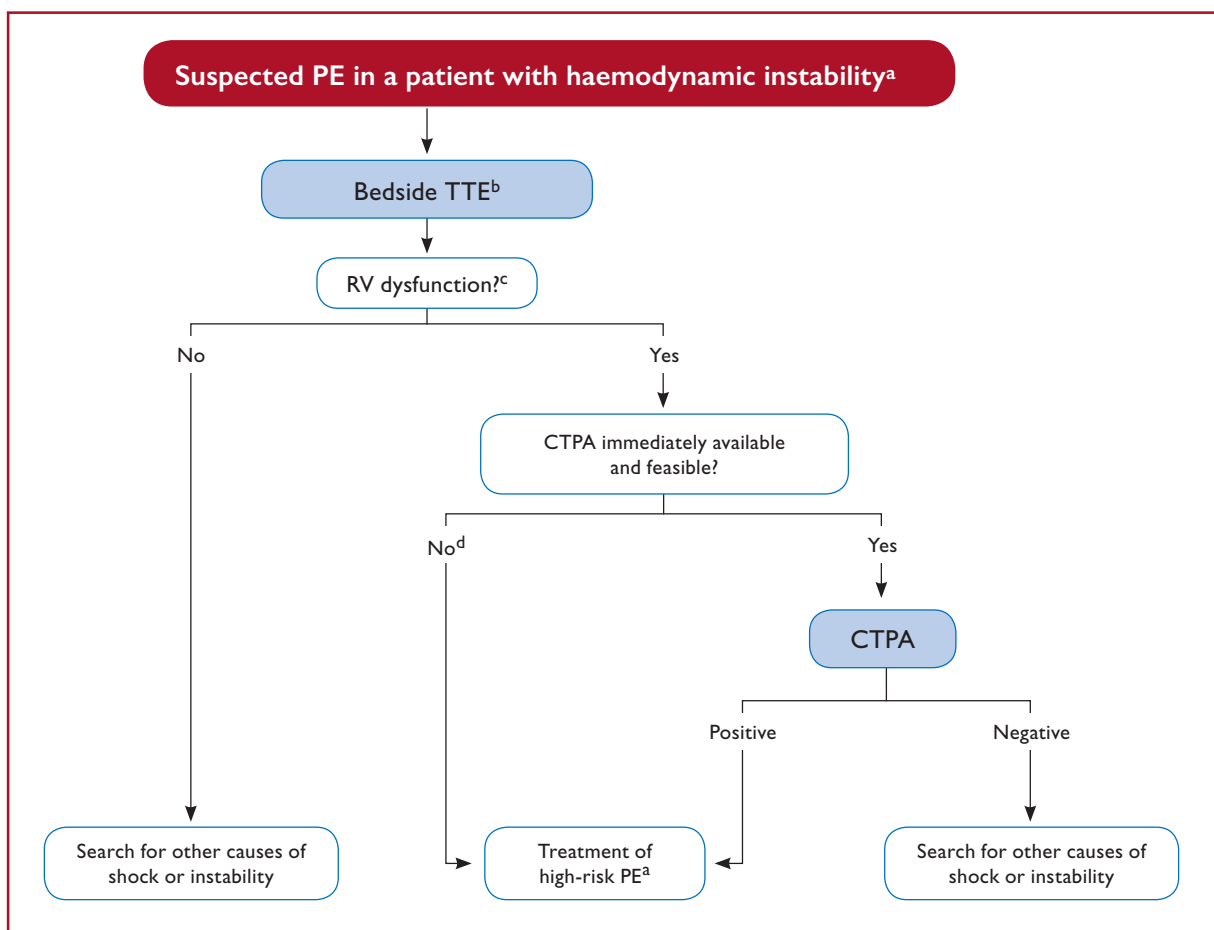 Suspected PE in a patient with haemodynamic instabilityᵃ
Bedside TTEᵇ
RV dysfunction?ᶜ
No
Yes
CTPA immediately available
and feasible?
Noᵈ
Yes
CTPA
Positive
Negative
Search for other causes of
shock or instability
Treatment of
high-risk PEᵃ
Search for other causes of
shock or instability